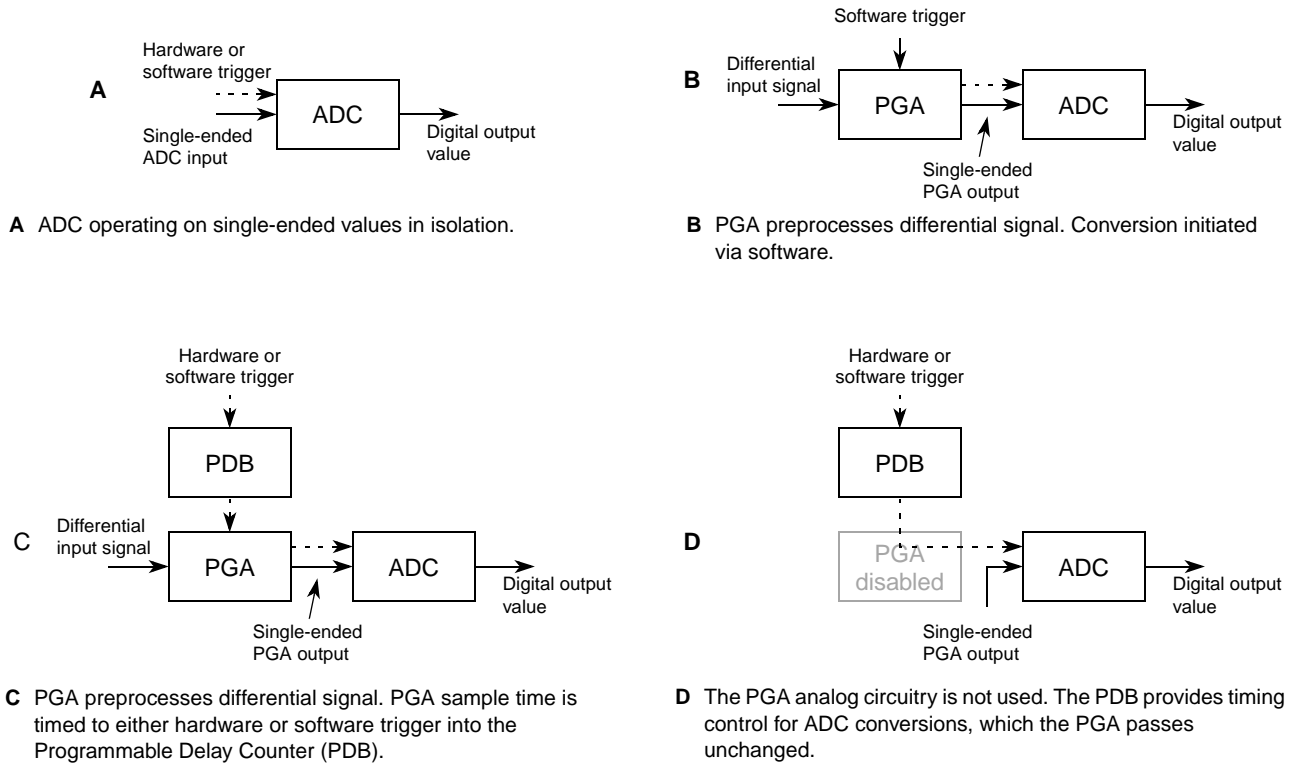 Hardware or
software trigger
A
ADC
Single-ended
ADC input
Digital output
value
A ADC operating on single-ended values in isolation.
Software trigger
B
Differential
input signal
PGA
ADC
Digital output
value
Single-ended
PGA output
B PGA preprocesses differential signal. Conversion initiated
via software.
Hardware or
software trigger
PDB
C
Differential
input signal
PGA
ADC
Digital output
value
Single-ended
PGA output
C PGA preprocesses differential signal. PGA sample time is
timed to either hardware or software trigger into the
Programmable Delay Counter (PDB).
Hardware or
software trigger
PDB
D
PGA
disabled
ADC
Digital output
value
Single-ended
PGA output
D The PGA analog circuitry is not used. The PDB provides timing
control for ADC conversions, which the PGA passes
unchanged.